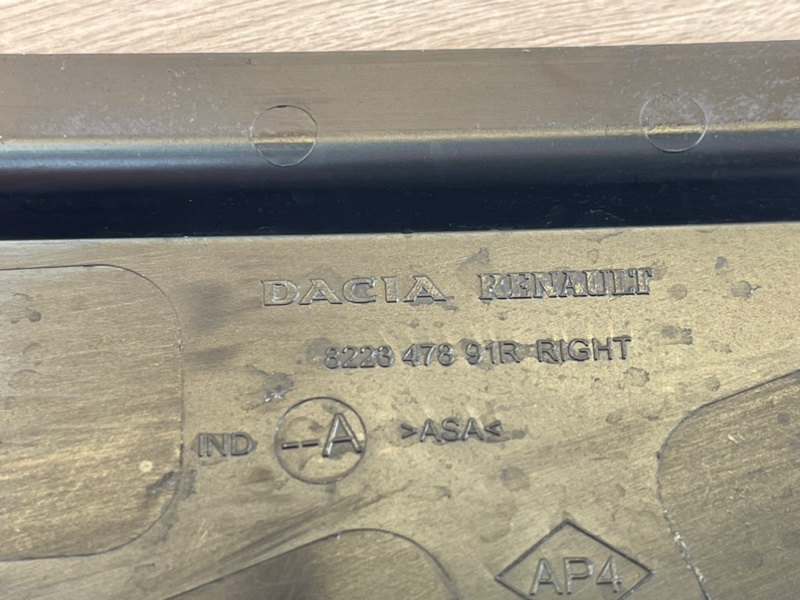 DACIA RENAULT
8223 478 91R RIGHT
IND --A >ASA<
AP4